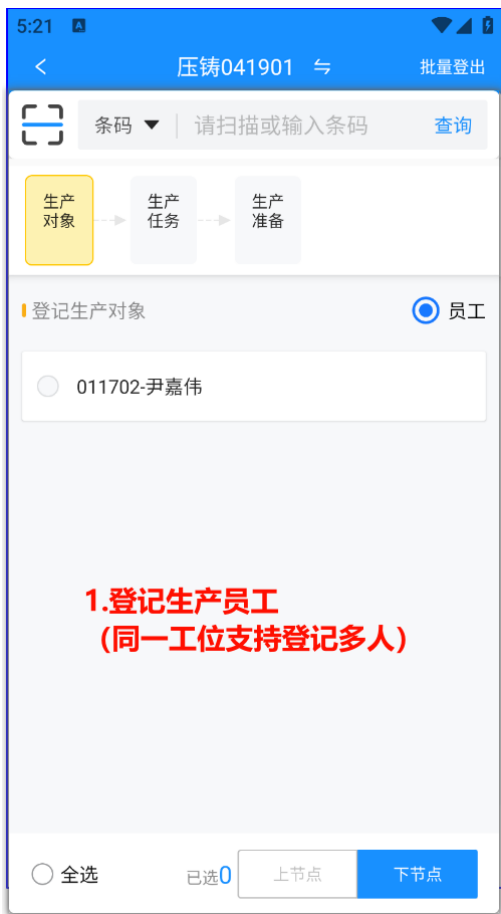 5:21 A
压铸041901 批量登出
条码 请扫描或输入条码 查询
生产
对象
生产
任务
生产
准备
登记生产对象 员工
011702-尹嘉伟
1.登记生产员工
（同一工位支持登记多人）
全选 已选0 上节点 下节点